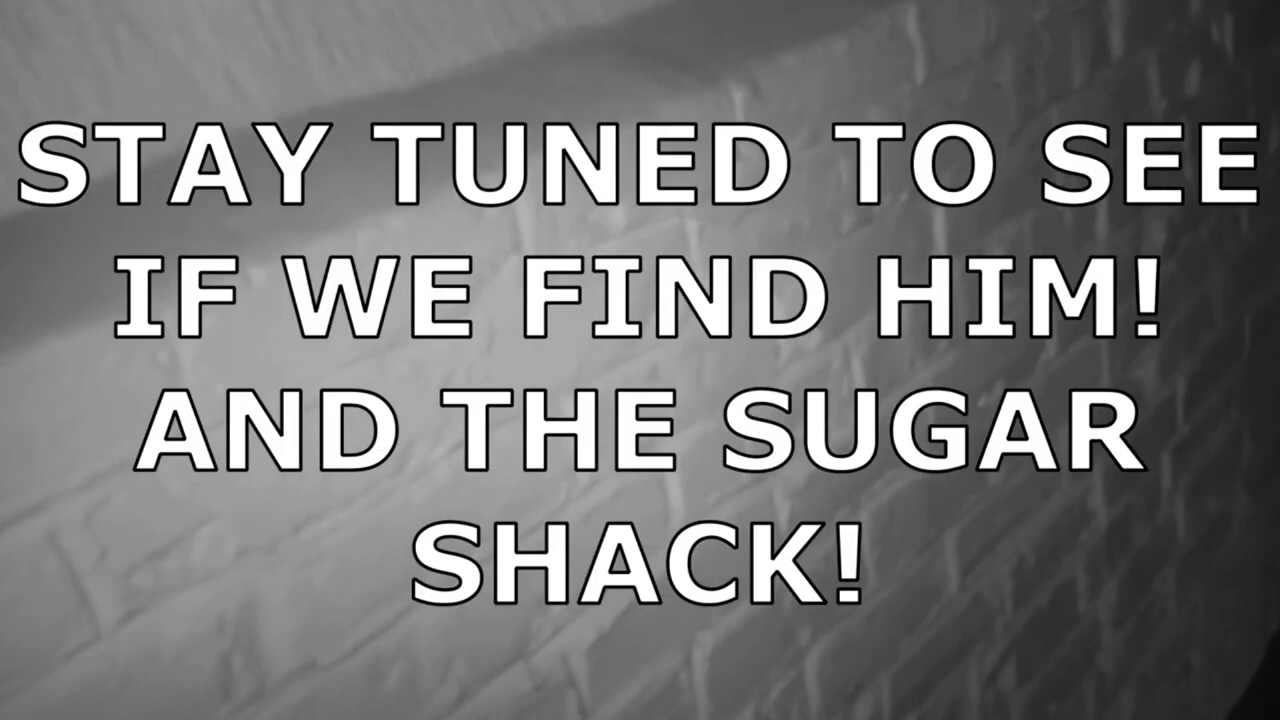 STAY TUNED TO SEE
IF WE FIND HIM!
AND THE SUGAR
SHACK!